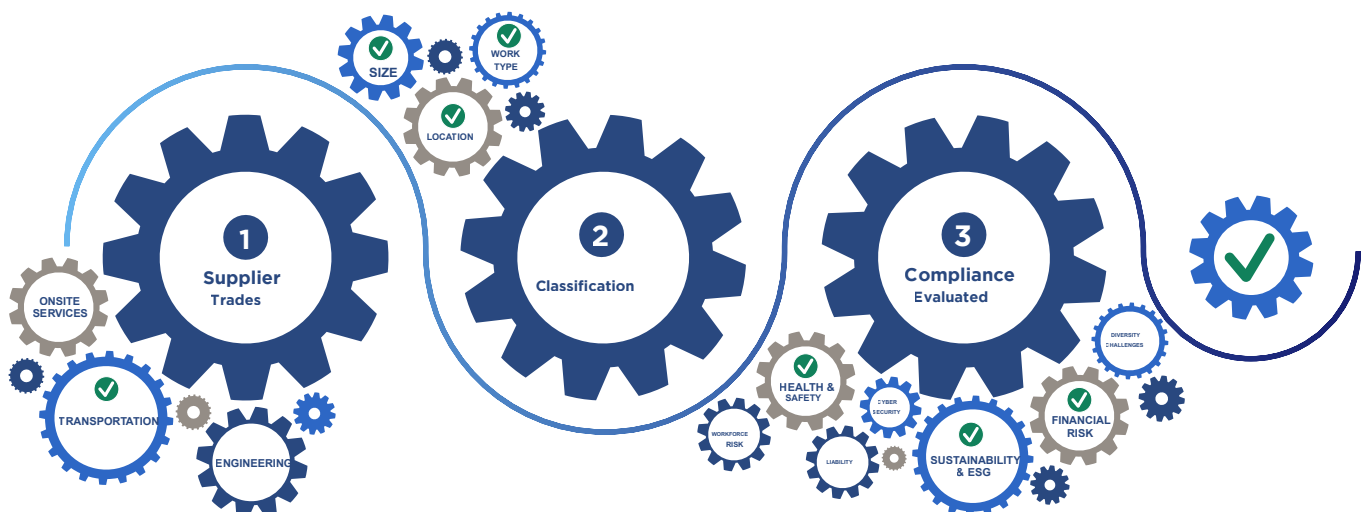 1
Supplier
Trades
ONSITE
SERVICES
TRANSPORTATION
ENGINEERING
SIZE
WORK
TYPE
LOCATION
2
Classification
3
Compliance
Evaluated
HEALTH &
SAFETY
WORKFORCE
RISK
LIABILITY
CYBER
SECURITY
SUSTAINABILITY
& ESG
FINANCIAL
RISK
DIVERSITY
CHALLENGES